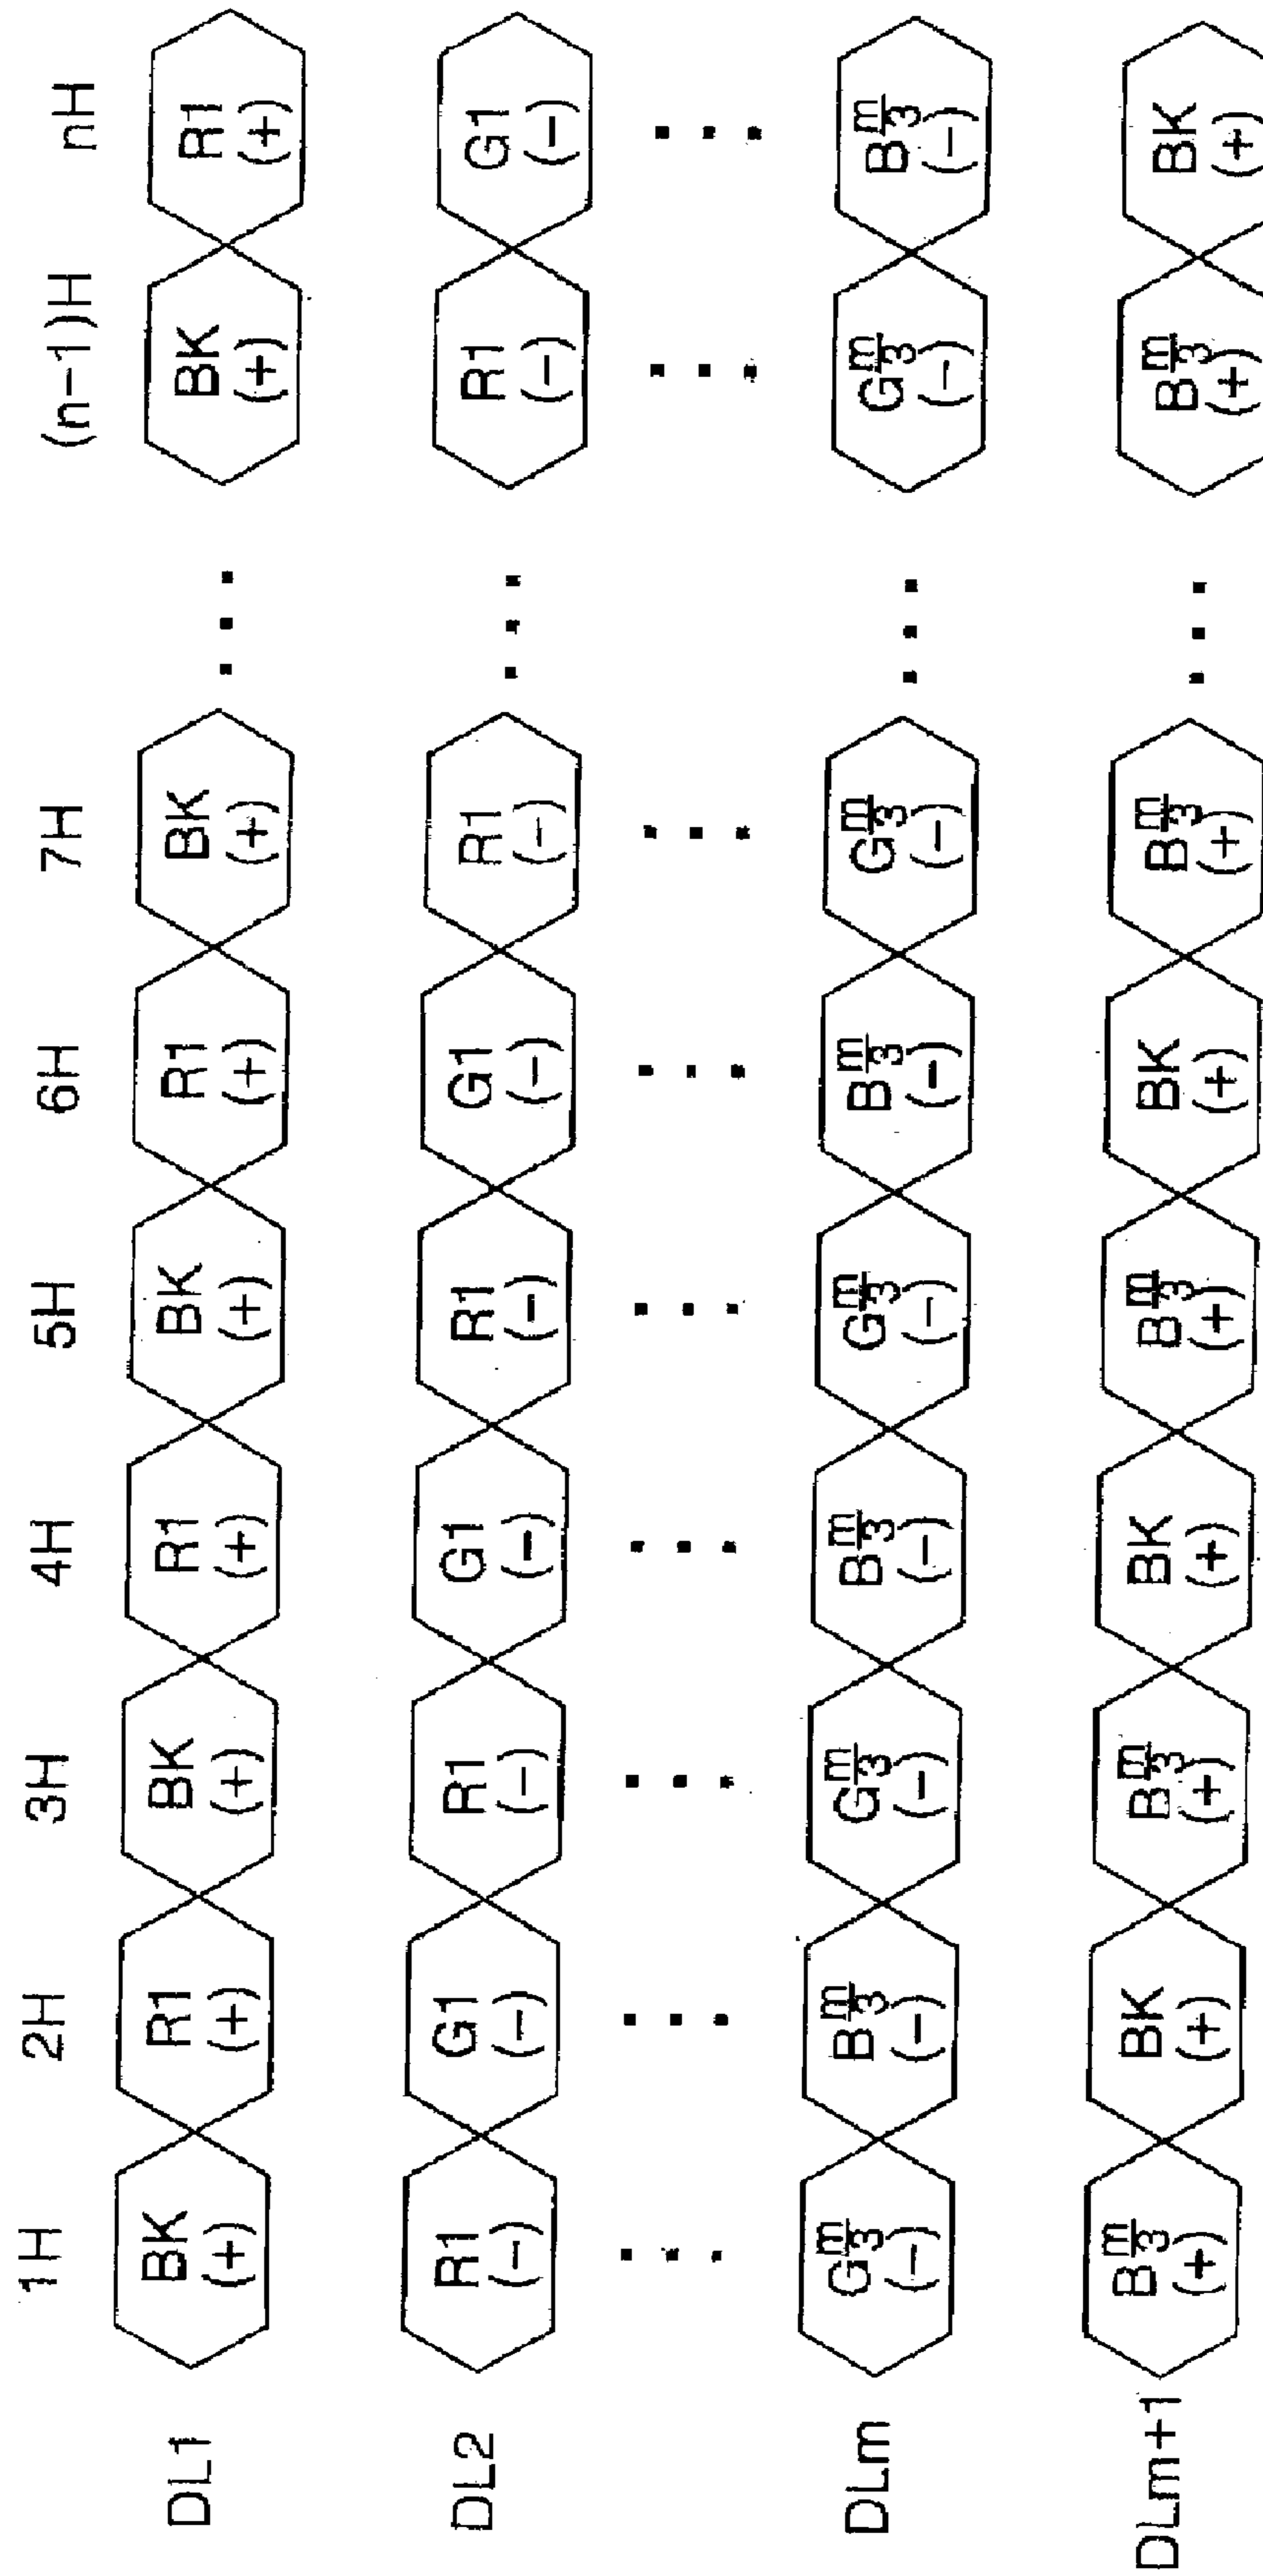 1H 2H 3H 4H 5H 6H 7H (n-1)H nH
DL1 BK (+) R1 (+) BK (+) R1 (+) BK (+) R1 (+) BK (+) ... BK (+) R1 (+)
DL2 R1 (-) G1 (-) R1 (-) G1 (-) R1 (-) G1 (-) R1 (-) ... R1 (-) G1 (-)
DLm Gm/3 (-) Bm/3 (-) Gm/3 (-) Bm/3 (-) Gm/3 (-) Bm/3 (-) Gm/3 (-) ... Gm/3 (-) Bm/3 (-)
DLm+1 Bm/3 (+) BK (+) Bm/3 (+) BK (+) Bm/3 (+) BK (+) Bm/3 (+) ... Bm/3 (+) BK (+)